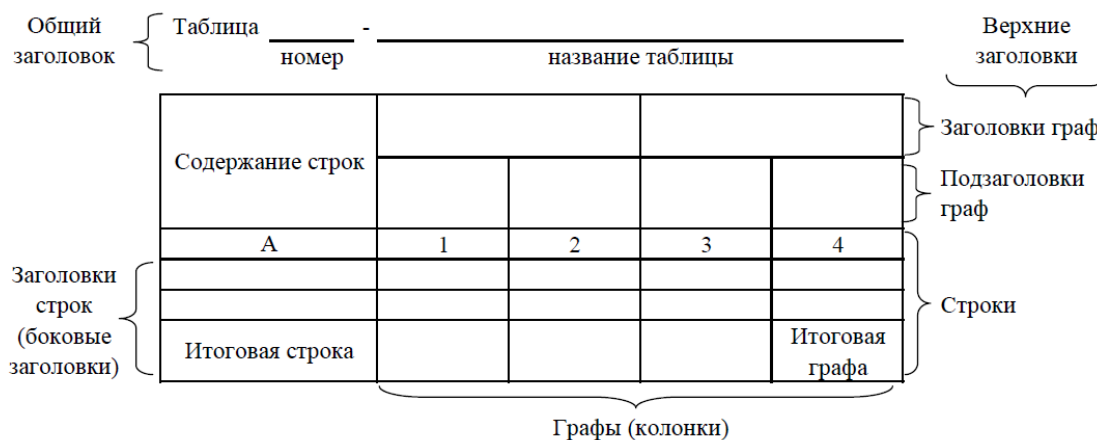 Общий
заголовок
Таблица -
номер
название таблицы
Верхние
заголовки
Содержание строк
Заголовки граф
Подзаголовки
граф
А 1 2 3 4
Заголовки
строк
(боковые
заголовки)
Строки
Итоговая строка
Итоговая
графа
Графы (колонки)